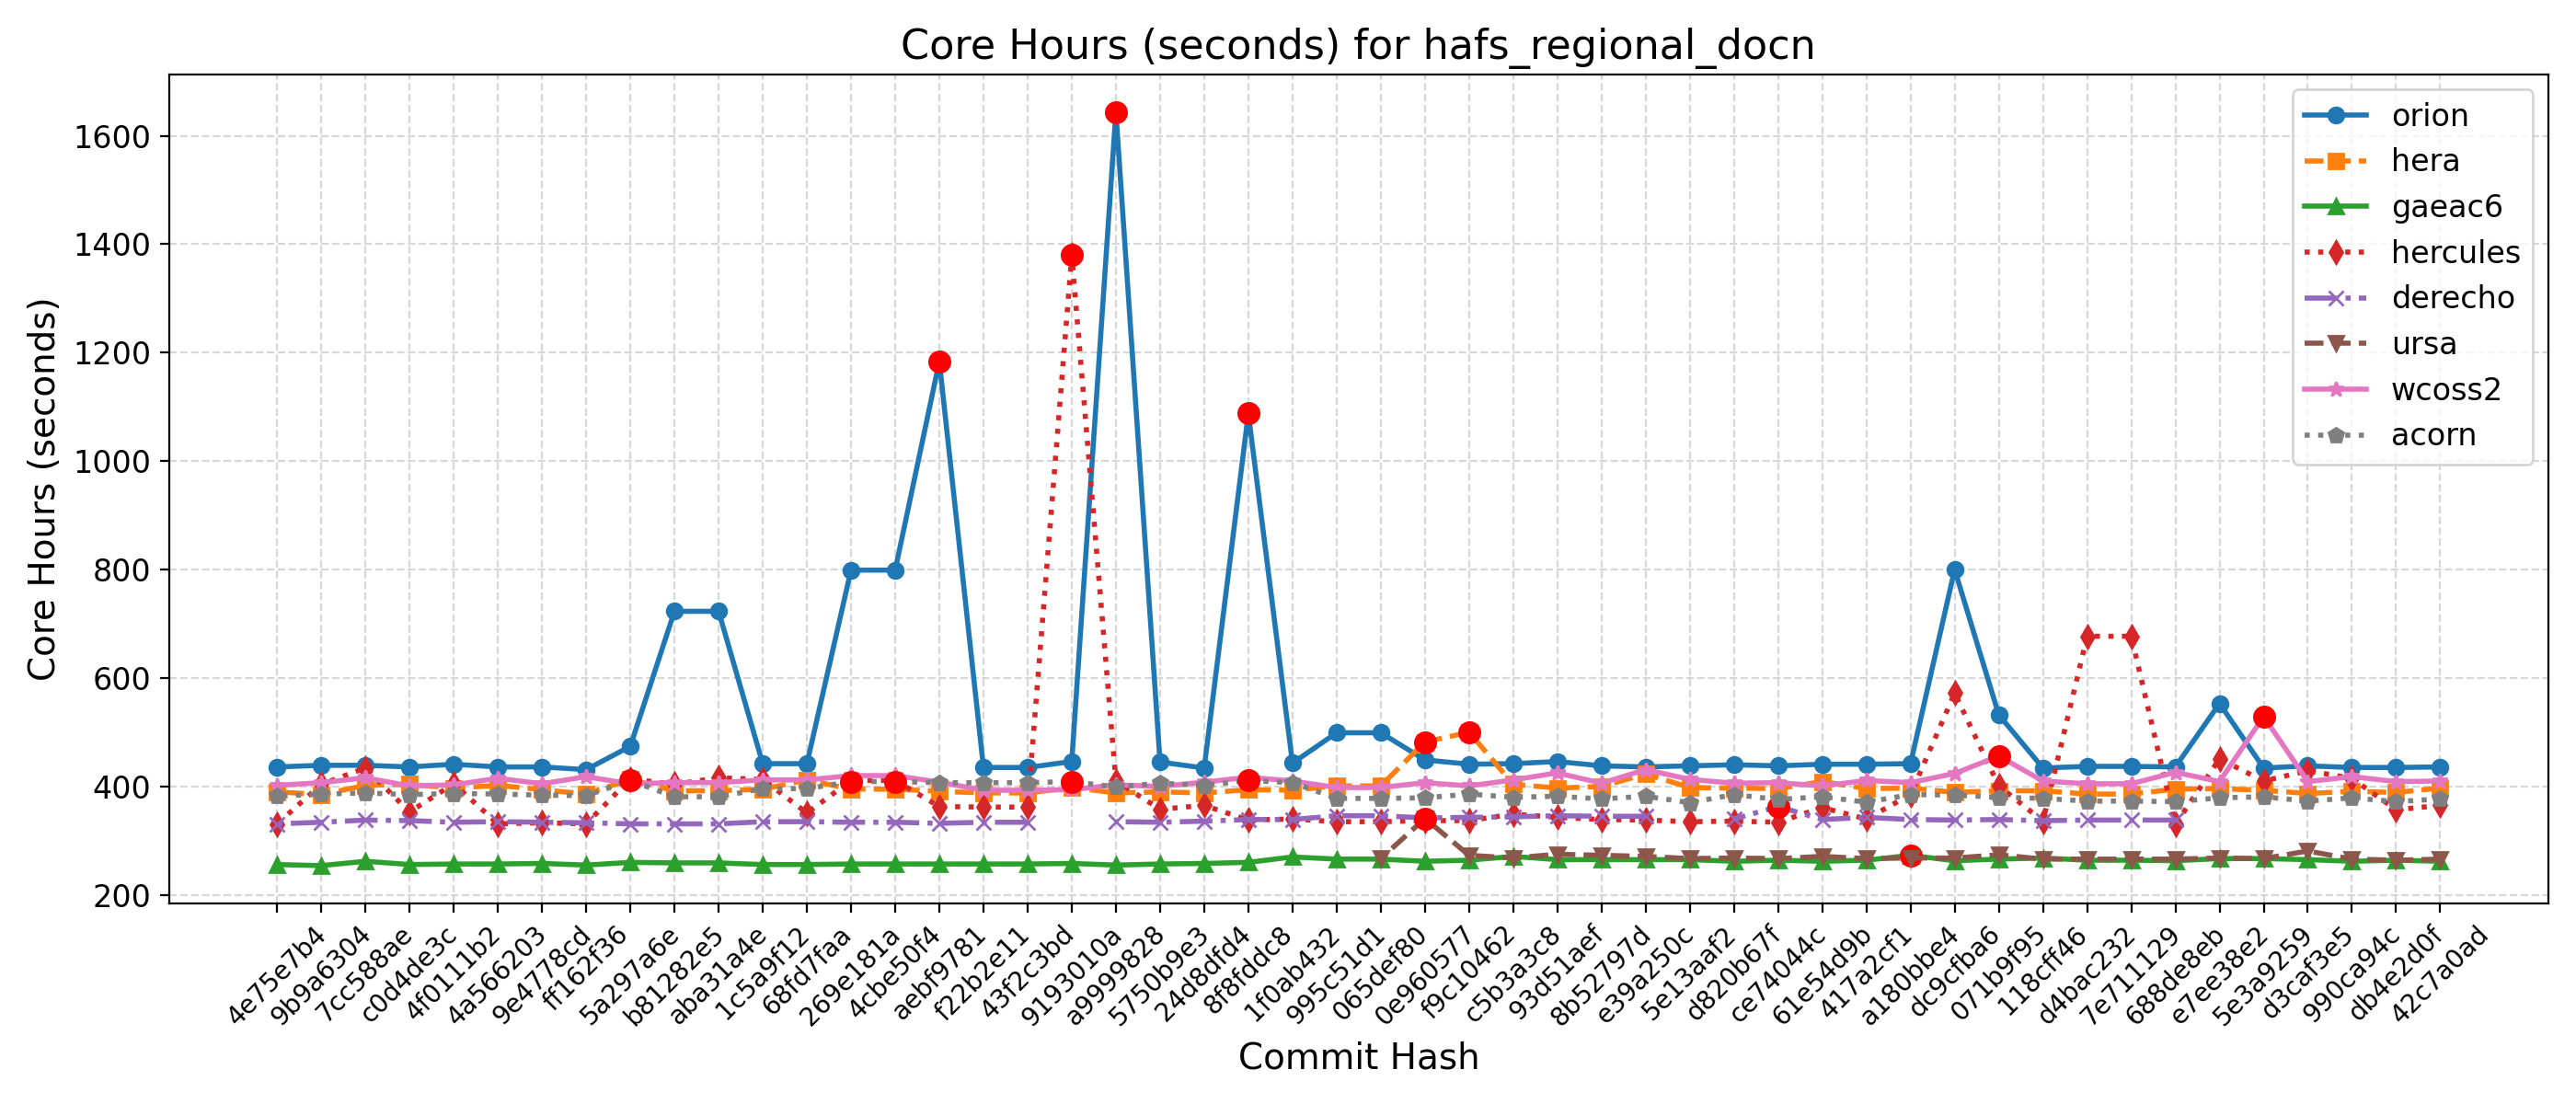 Core Hours (seconds) for hafs_regional_docn
Core Hours (seconds)
1600
1400
1200
1000
800
600
400
200
orion
hera
gaeac6
hercules
derecho
ursa
wcoss2
acorn
4e75e7b4
9b9a6304
7cc588ae
c0d4de3c
4f0111b2
4a566203
9e4778cd
ff162f36
5a297a6e
b81282e5
aba31a4e
1c5a9f12
68fd7faa
269e181a
4cbe50f4
aebf9781
f22b2e11
43f2c3bd
9193010a
a9999828
5750b9e3
24d8dfd4
8f8fddc8
1f0ab432
995c51d1
065def80
0e960577
f9c10462
c5b3a3c8
93d51aef
8b52797d
e39a250c
5e13aaf2
d820b67f
ce74044c
61e54d9b
417a2cf1
a180bbe4
dc9cfba6
071b9f95
118cff46
d4bac232
7e711129
688de8eb
e7ee38e2
5e3a9259
d3caf3e5
990ca94c
db4e2d0f
42c7a0ad
Commit Hash